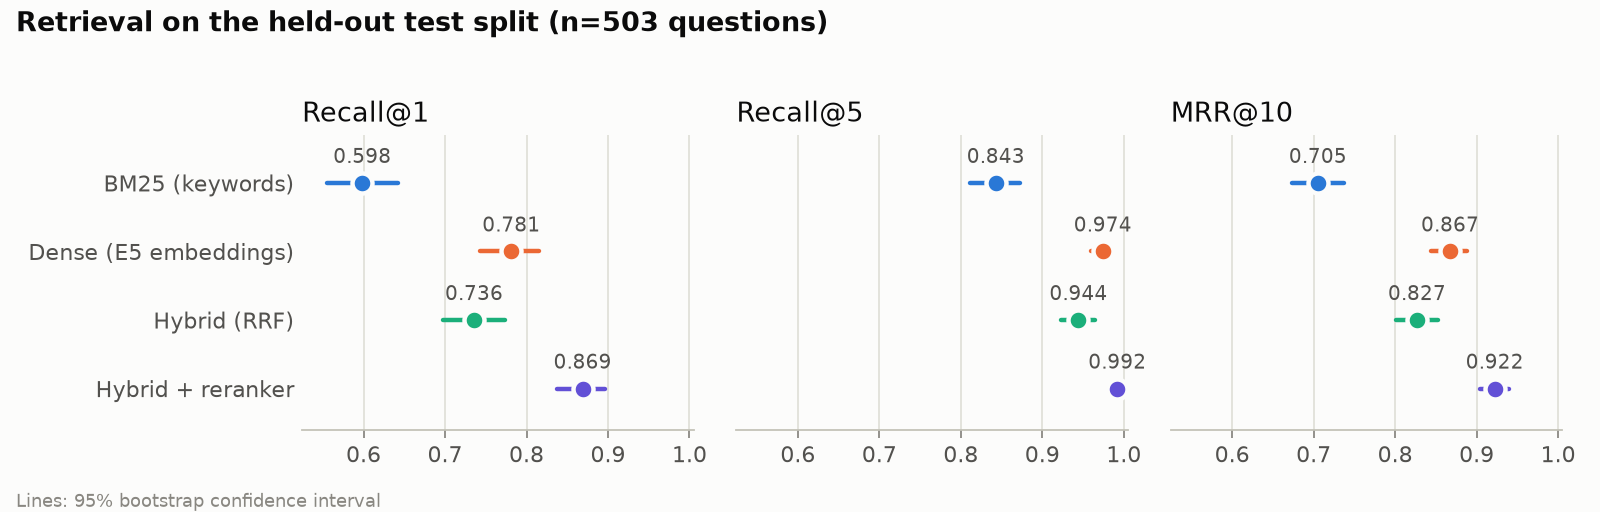 Retrieval on the held-out test split (n=503 questions)
Recall@1
Recall@5
MRR@10
BM25 (keywords)
0.598
0.843
0.705
Dense (E5 embeddings)
0.781
0.974
0.867
Hybrid (RRF)
0.736
0.944
0.827
Hybrid + reranker
0.869
0.992
0.922
0.6 0.7 0.8 0.9 1.0
0.6 0.7 0.8 0.9 1.0
0.6 0.7 0.8 0.9 1.0
Lines: 95% bootstrap confidence interval